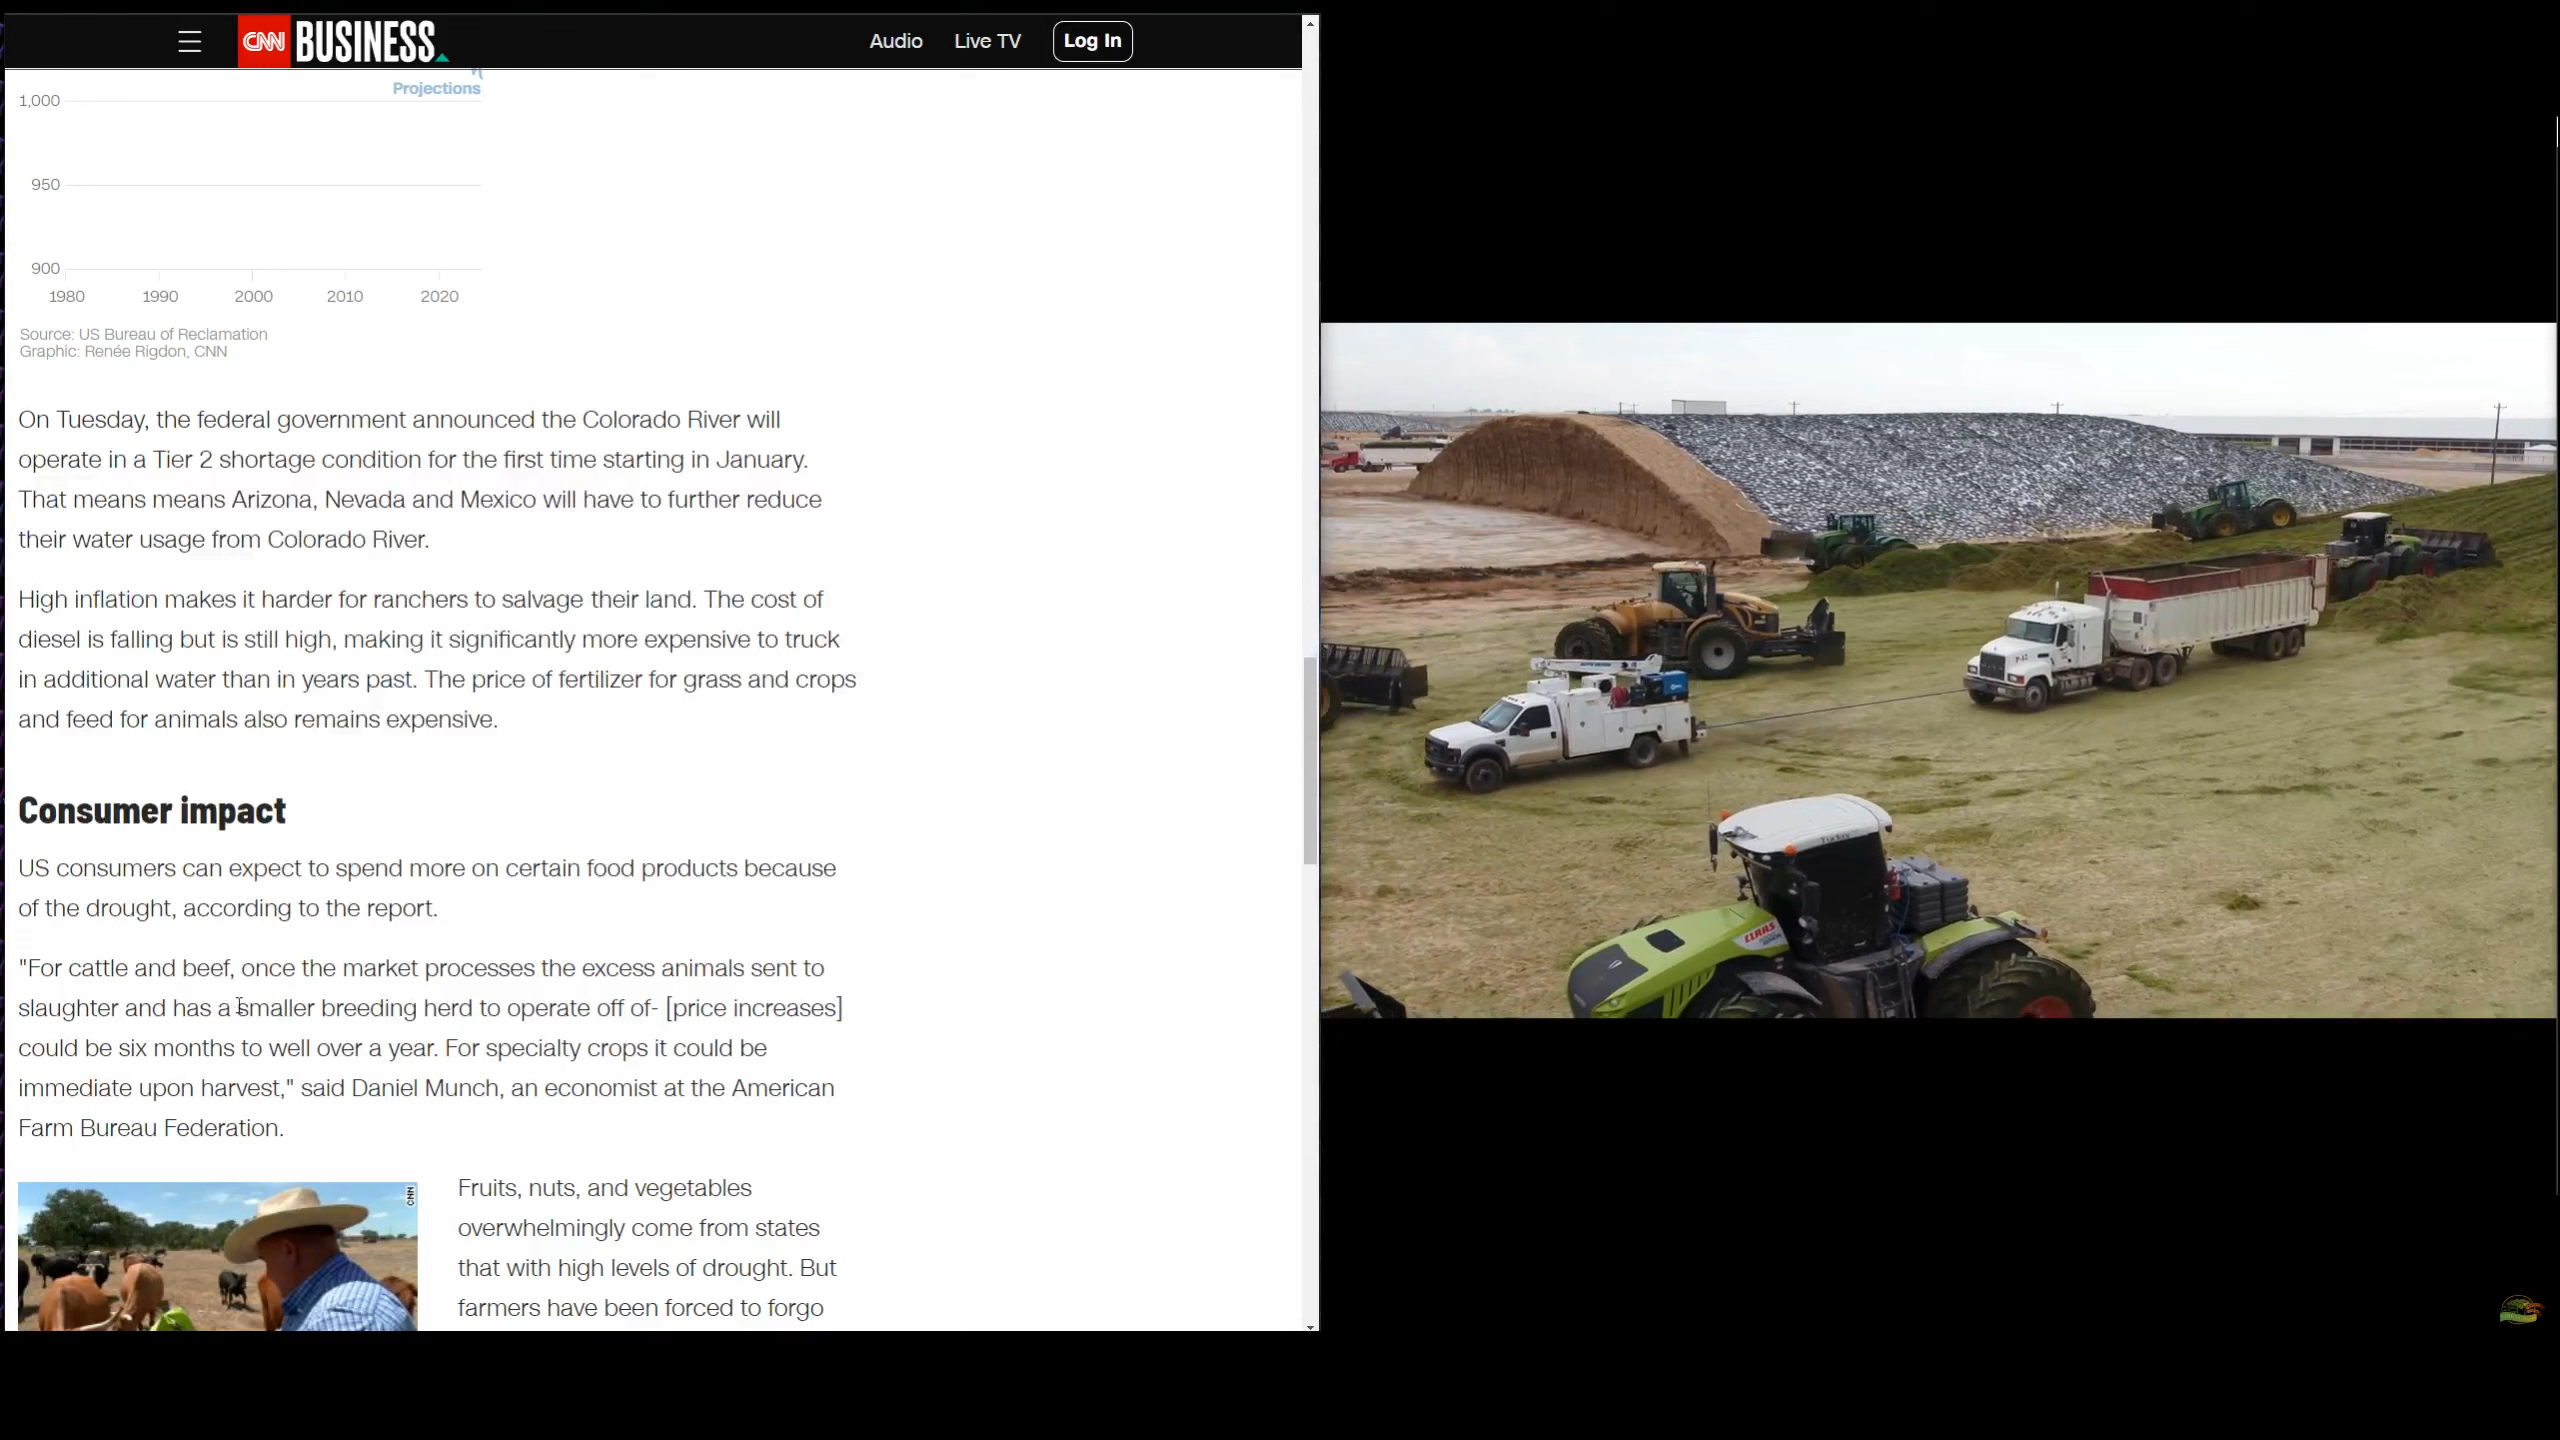 CNN BUSINESS
Audio
Live TV
Log In
Projections
1,000
950
900
1980 1990 2000 2010 2020
Source: US Bureau of Reclamation
Graphic: Renée Rigdon, CNN
On Tuesday, the federal government announced the Colorado River will
operate in a Tier 2 shortage condition for the first time starting in January.
That means means Arizona, Nevada and Mexico will have to further reduce
their water usage from Colorado River.
High inflation makes it harder for ranchers to salvage their land. The cost of
diesel is falling but is still high, making it significantly more expensive to truck
in additional water than in years past. The price of fertilizer for grass and crops
and feed for animals also remains expensive.
Consumer impact
US consumers can expect to spend more on certain food products because
of the drought, according to the report.
"For cattle and beef, once the market processes the excess animals sent to
slaughter and has a smaller breeding herd to operate off of- [price increases]
could be six months to well over a year. For specialty crops it could be
immediate upon harvest," said Daniel Munch, an economist at the American
Farm Bureau Federation.
CNN
Fruits, nuts, and vegetables
overwhelmingly come from states
that with high levels of drought. But
farmers have been forced to forgo
CLAAS